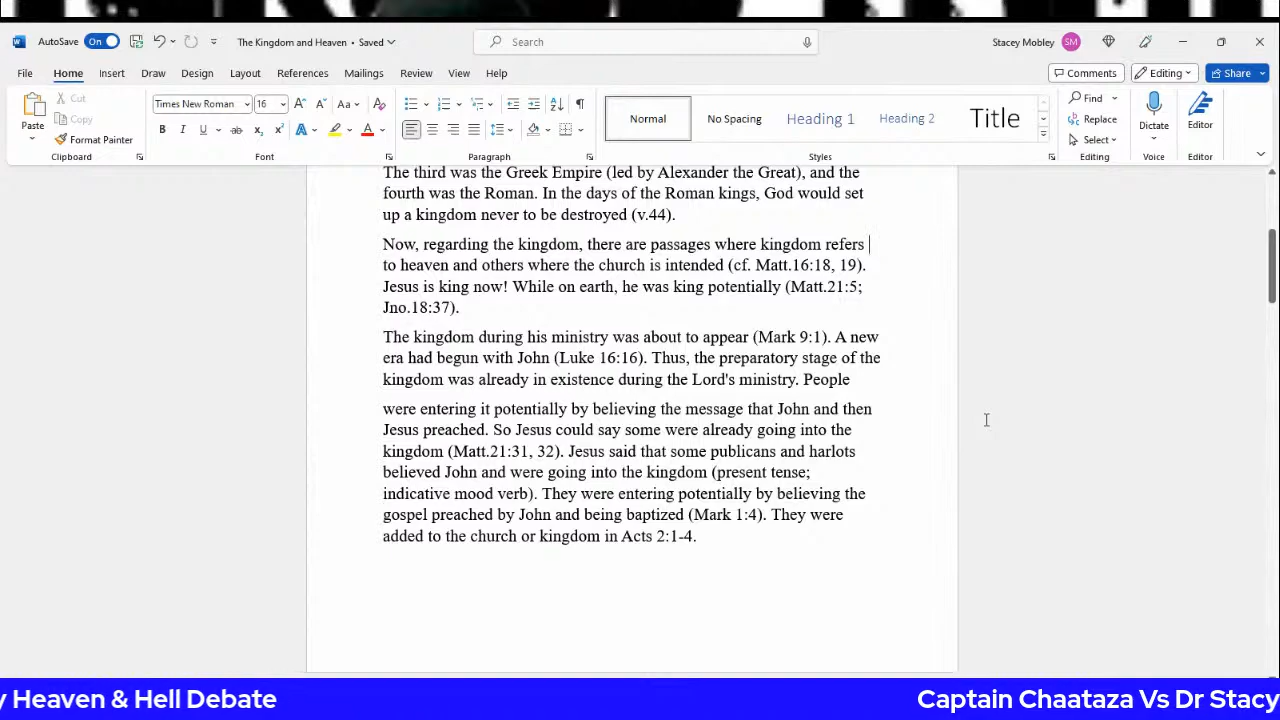 AutoSave On The Kingdom and Heaven • Saved Search Stacey Mobley SM
File Home Insert Draw Design Layout References Mailings Review View Help Comments Editing Share
Paste Cut Copy Format Painter Clipboard
Times New Roman 16 Aa Font
Paragraph
Normal No Spacing Heading 1 Heading 2 Title Styles
Find Replace Select Editing
Dictate Voice
Editor Editor
The third was the Greek Empire (led by Alexander the Great), and the
fourth was the Roman. In the days of the Roman kings, God would set
up a kingdom never to be destroyed (v.44).
Now, regarding the kingdom, there are passages where kingdom refers
to heaven and others where the church is intended (cf. Matt.16:18, 19).
Jesus is king now! While on earth, he was king potentially (Matt.21:5;
Jno.18:37).
The kingdom during his ministry was about to appear (Mark 9:1). A new
era had begun with John (Luke 16:16). Thus, the preparatory stage of the
kingdom was already in existence during the Lord's ministry. People
were entering it potentially by believing the message that John and then
Jesus preached. So Jesus could say some were already going into the
kingdom (Matt.21:31, 32). Jesus said that some publicans and harlots
believed John and were going into the kingdom (present tense;
indicative mood verb). They were entering potentially by believing the
gospel preached by John and being baptized (Mark 1:4). They were
added to the church or kingdom in Acts 2:1-4.
y Heaven & Hell Debate Captain Chaataza Vs Dr Stacy